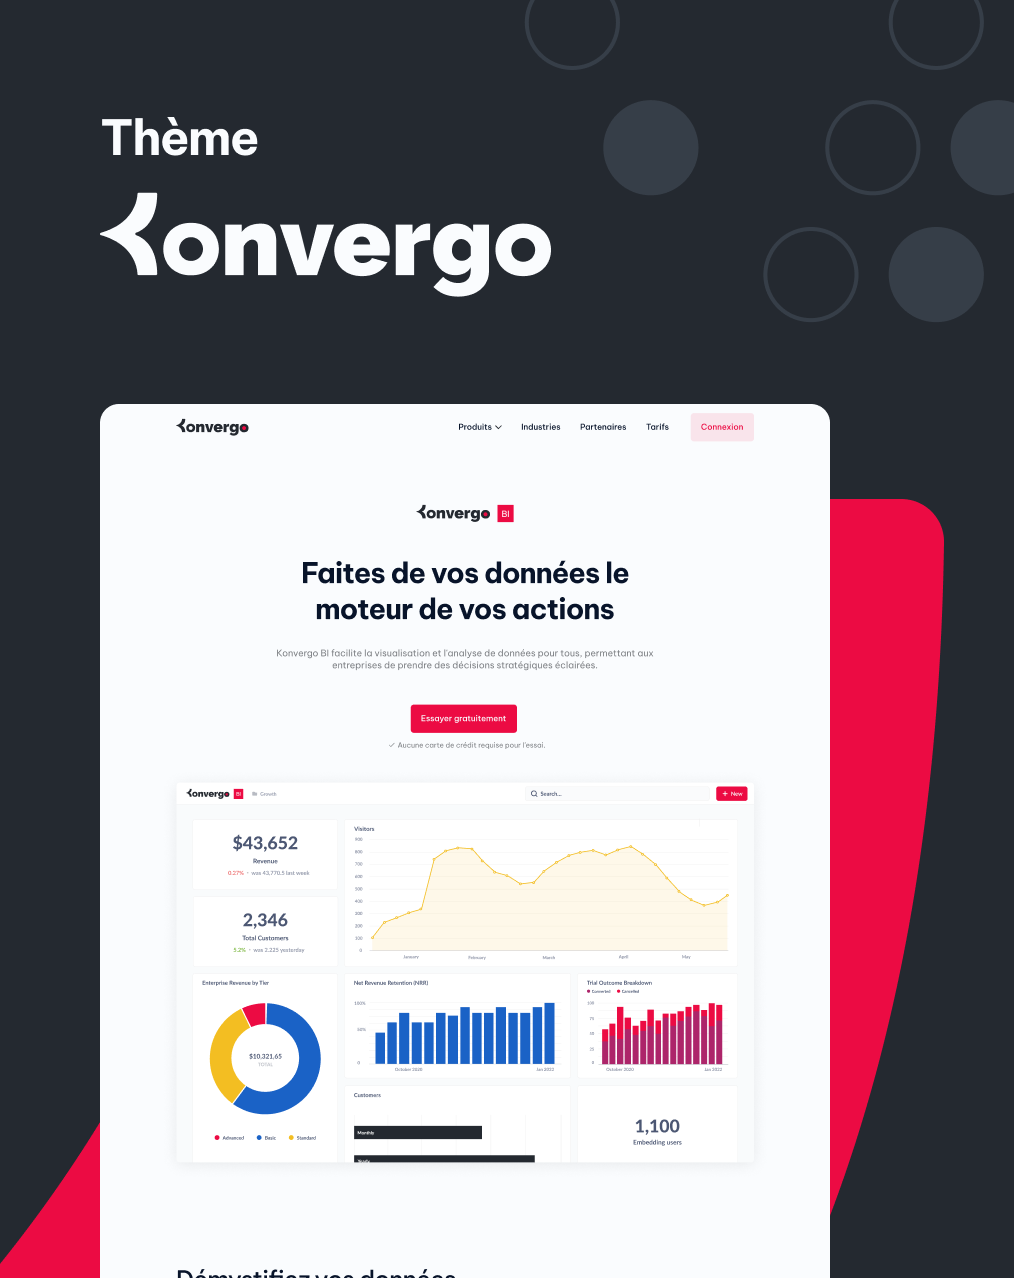 Thème
Konvergo
Konvergo
Produits
Industries
Partenaires
Tarifs
Connexion
Konvergo BI
Faites de vos données le
moteur de vos actions
Konvergo BI facilite la visualisation et l'analyse de données pour tous, permettant aux
entreprises de prendre des décisions stratégiques éclairées.
Essayer gratuitement
✓ Aucune carte de crédit requise pour l'essai.
Konvergo BI
Growth
Search...
+ New
$43,652
Revenue
0.27% • was 43,770.5 last week
2,346
Total Customers
5.2% • was 2,225 yesterday
Visitors
900
800
700
600
500
400
300
200
100
0
January
February
March
April
May
Enterprise Revenue by Tier
$10,321.65
TOTAL
Advanced
Basic
Standard
Net Revenue Retention (NRR)
100%
50%
0
October 2020
Jan 2022
Trial Outcome Breakdown
Converted
Cancelled
100
0
October 2020
Jan 2022
Customers
Monthly
Yearly
1,100
Embedding users
Démystifiez vos données